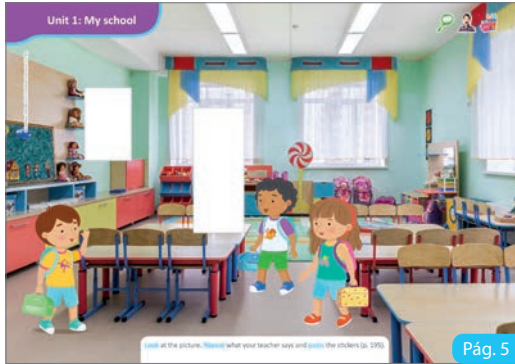 Unit 1: My school
Look at the picture. Repeat what your teacher says and paste the stickers (p. 195).
Pág. 5